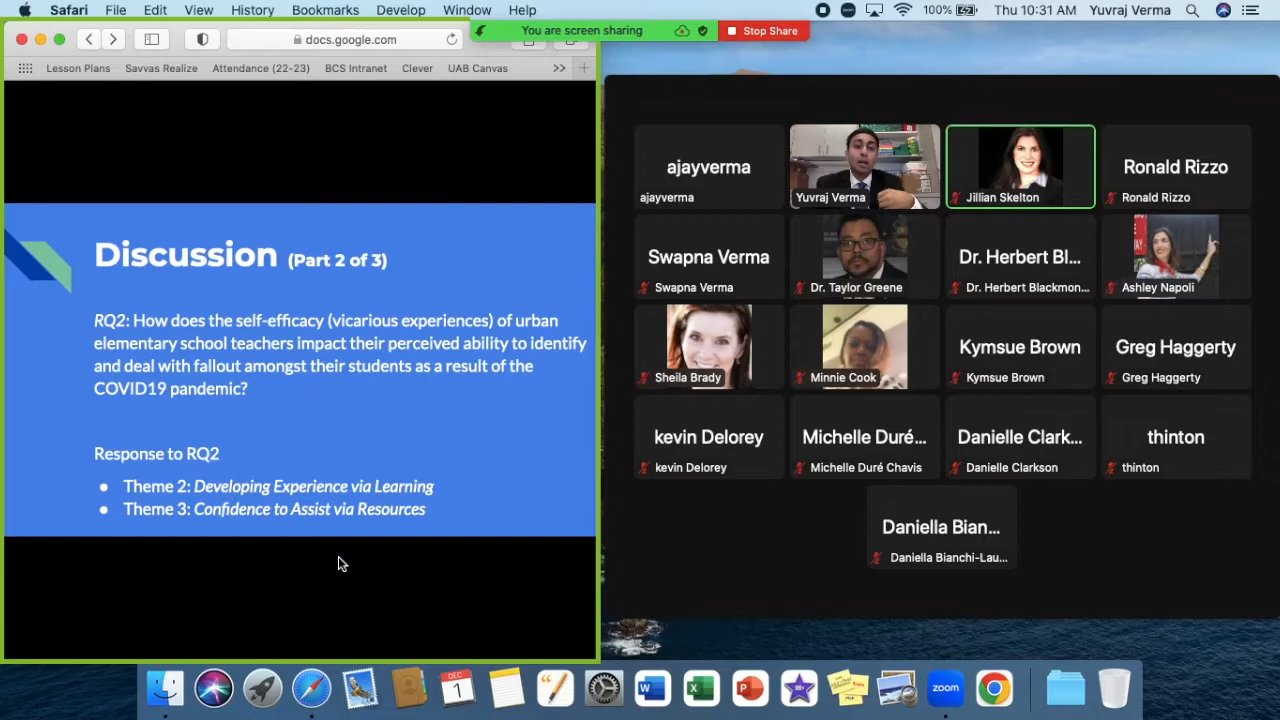 Safari File Edit View History Bookmarks Develop Window Help
100% Thu 10:31 AM Yuvraj Verma
You are screen sharing Stop Share
docs.google.com
Lesson Plans Savvas Realize Attendance (22-23) BCS Intranet Clever UAB Canvas >> +
Discussion (Part 2 of 3)
RQ2: How does the self-efficacy (vicarious experiences) of urban
elementary school teachers impact their perceived ability to identify
and deal with fallout amongst their students as a result of the
COVID19 pandemic?
Response to RQ2
● Theme 2: Developing Experience via Learning
● Theme 3: Confidence to Assist via Resources
ajayverma
ajayverma
Yuvraj Verma
Jillian Skelton
Ronald Rizzo
Ronald Rizzo
Swapna Verma
Swapna Verma
Dr. Taylor Greene
Dr. Herbert Bl...
Dr. Herbert Blackmon...
Ashley Napoli
Sheila Brady
Minnie Cook
Kymsue Brown
Kymsue Brown
Greg Haggerty
Greg Haggerty
kevin Delorey
kevin Delorey
Michelle Duré...
Michelle Duré Chavis
Danielle Clark...
Danielle Clarkson
thinton
thinton
Daniella Bian...
Daniella Bianchi-Lau...
DEC
1
W
X
P
zoom